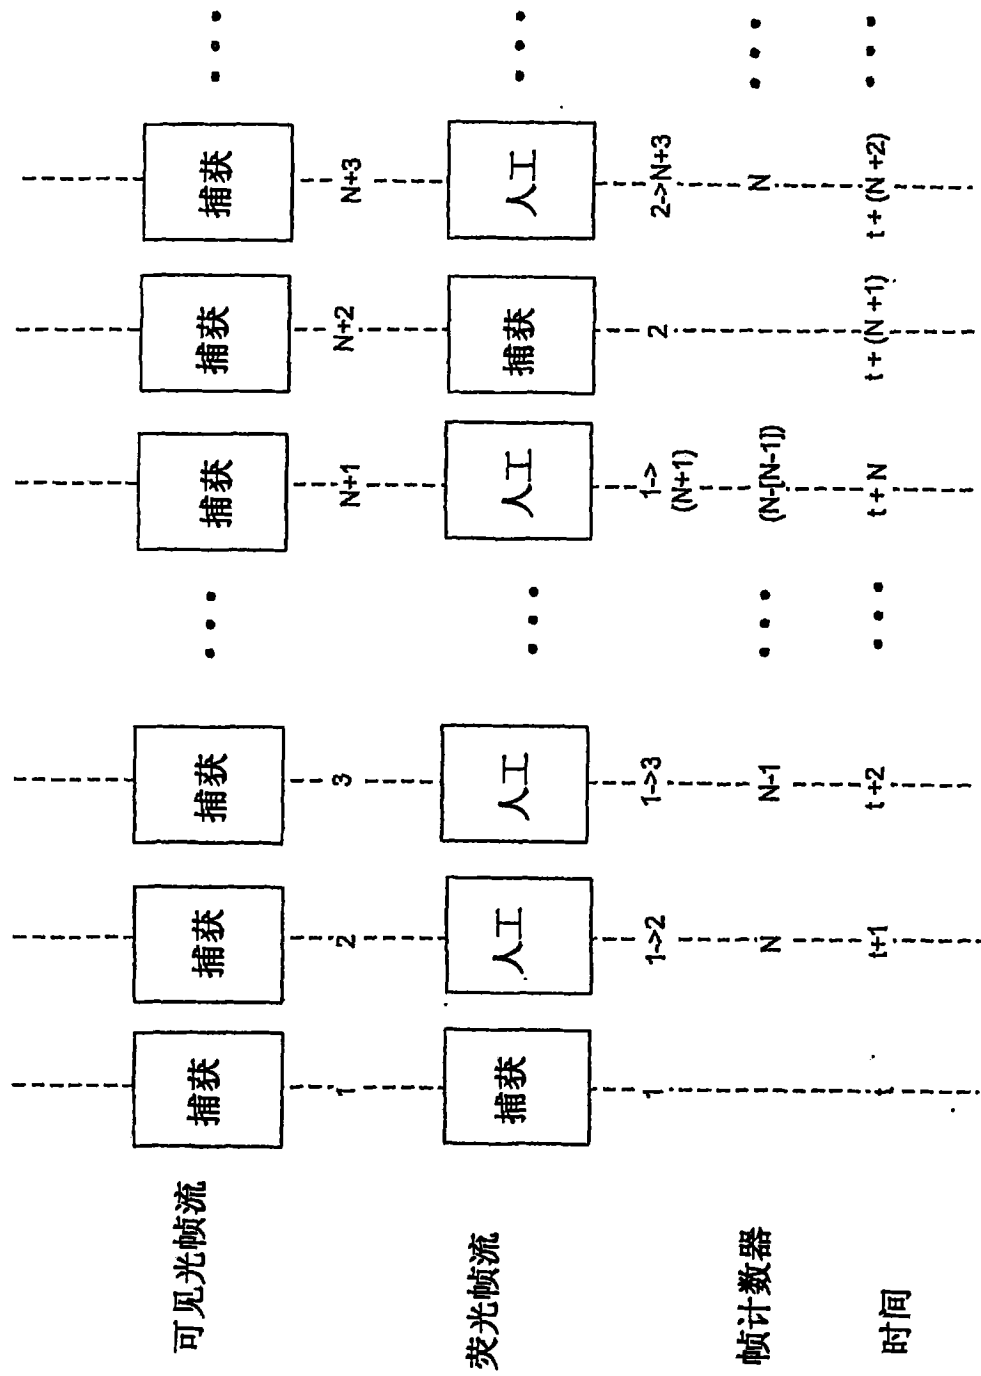 可见光帧流
捕获
捕获
捕获
捕获
捕获
捕获
1
2
3
N+1
N+2
N+3
荧光帧流
捕获
人工
人工
人工
捕获
人工
1
1->2
1->3
1->
(N+1)
2
2->N+3
帧计数器
N
N-1
(N-[N-1])
N
时间
t
t+1
t+2
t + N
t + (N +1)
t + (N +2)